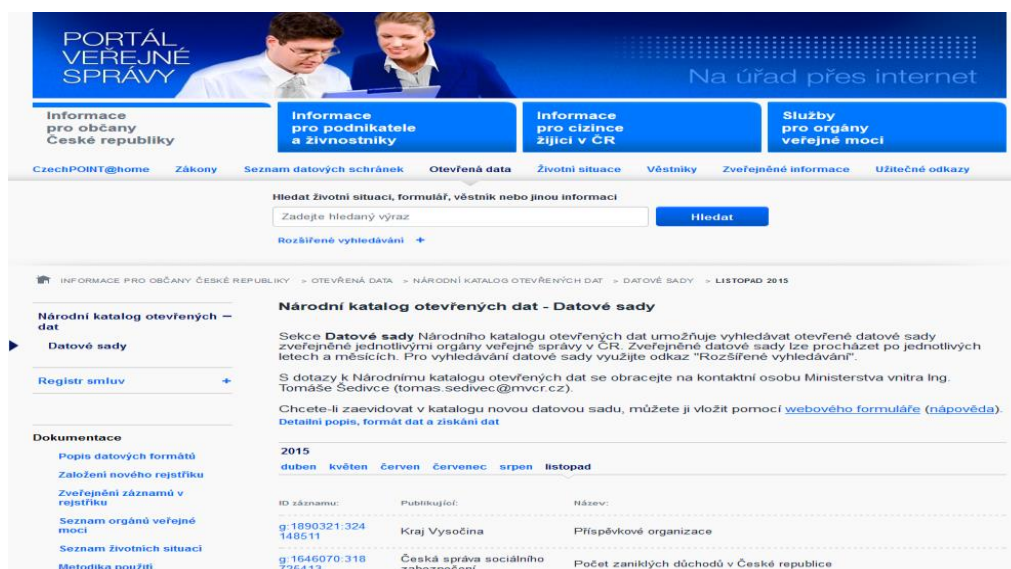 PORTÁL
VEŘEJNÉ
SPRÁVY
Na úřad přes internet
Informace
pro občany
České republiky
Informace
pro podnikatele
a živnostníky
Informace
pro cizince
žijící v ČR
Služby
pro orgány
veřejné moci
CzechPOINT@home Zákony Seznam datových schránek Otevřená data Životní situace Věstníky Zveřejněné informace Užitečné odkazy
Hledat životní situaci, formulář, věstník nebo jinou informaci
Zadejte hledaný výraz Hledat
Rozšířené vyhledávání +
INFORMACE PRO OBČANY ČESKÉ REPUBLIKY > OTEVŘENÁ DATA > NÁRODNÍ KATALOG OTEVŘENÝCH DAT > DATOVÉ SADY > LISTOPAD 2015
Národní katalog otevřených dat
Datové sady
Registr smluv +
Dokumentace
Popis datových formátů
Založení nového rejstříku
Zveřejnění záznamů v
rejstříku
Seznam orgánů veřejné
moci
Seznam životních situací
Metodika použití
Národní katalog otevřených dat - Datové sady
Sekce Datové sady Národního katalogu otevřených dat umožňuje vyhledávat otevřené datové sady
zveřejněné jednotlivými orgány veřejné správy v ČR. Zveřejněné datové sady lze procházet po jednotlivých
letech a měsících. Pro vyhledávání datové sady využijte odkaz "Rozšířené vyhledávání".
S dotazy k Národnímu katalogu otevřených dat se obracejte na kontaktní osobu Ministerstva vnitra Ing.
Tomáše Šedivce (tomas.sedivec@mvcr.cz).
Chcete-li zaevidovat v katalogu novou datovou sadu, můžete ji vložit pomocí webového formuláře (nápověda).
Detailní popis, formát dat a získání dat
2015
duben květen červen červenec srpen listopad
ID záznamu: Publikující: Název:
g:1890321:324
148511 Kraj Vysočina Příspěvkové organizace
g:1646070:318
725413 Česká správa sociálního
zabezpečení Počet zaniklých důchodů v České republice